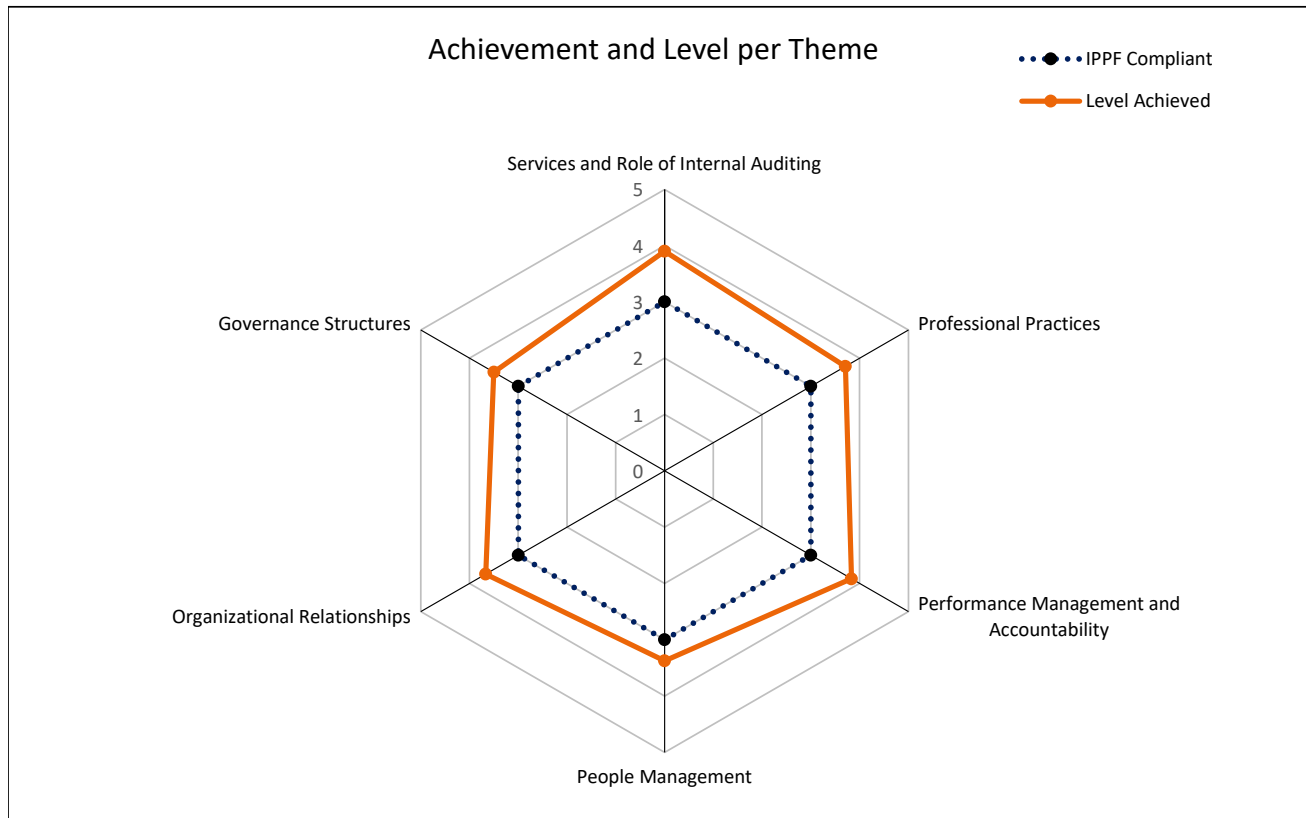 Achievement and Level per Theme
IPPF Compliant
Level Achieved
Services and Role of Internal Auditing
5
4
3
2
1
0
Governance Structures
Professional Practices
Organizational Relationships
Performance Management and
Accountability
People Management